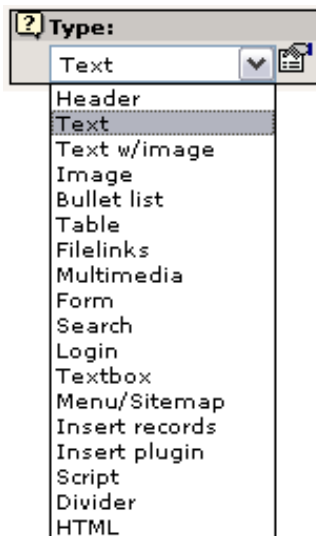 Type:
Text
Header
Text
Text w/image
Image
Bullet list
Table
Filelinks
Multimedia
Form
Search
Login
Textbox
Menu/Sitemap
Insert records
Insert plugin
Script
Divider
HTML